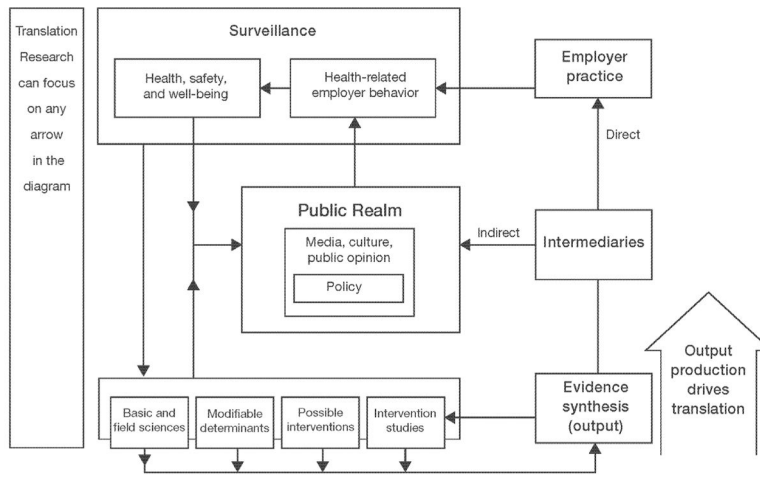 Translation
Research
can focus
on any
arrow
in the
diagram
Surveillance
Health, safety,
and well-being
Health-related
employer behavior
Employer
practice
Direct
Public Realm
Media, culture,
public opinion
Policy
Indirect
Intermediaries
Output
production
drives
translation
Basic and
field sciences
Modifiable
determinants
Possible
interventions
Intervention
studies
Evidence
synthesis
(output)